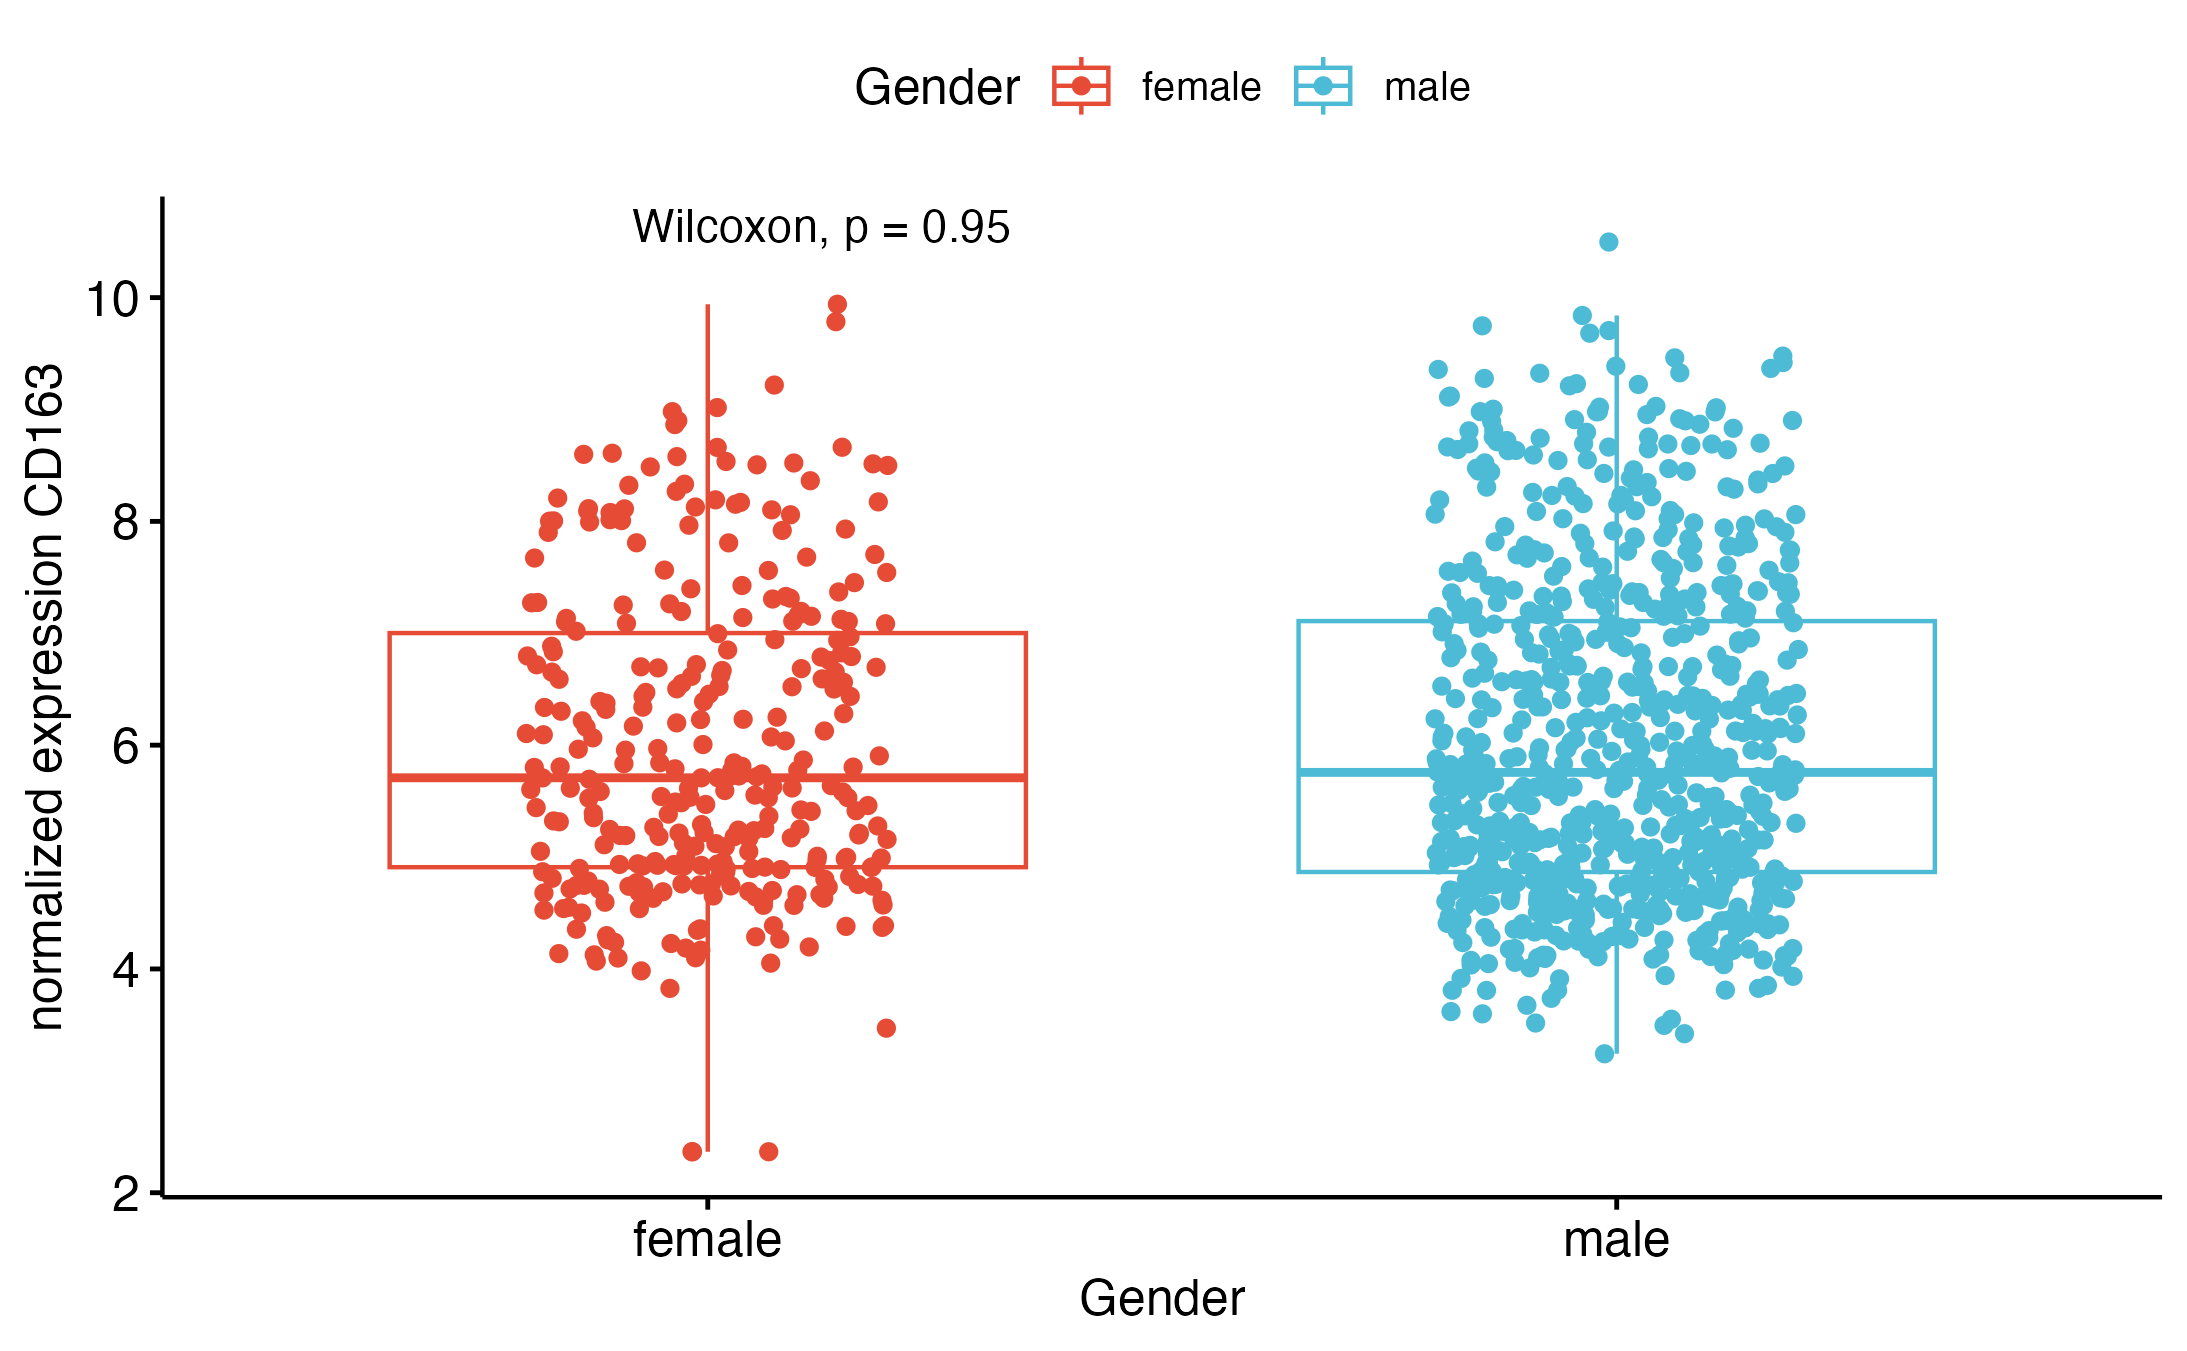 Gender female male
Wilcoxon, p = 0.95
normalized expression CD163
10
8
6
4
2
female male
Gender